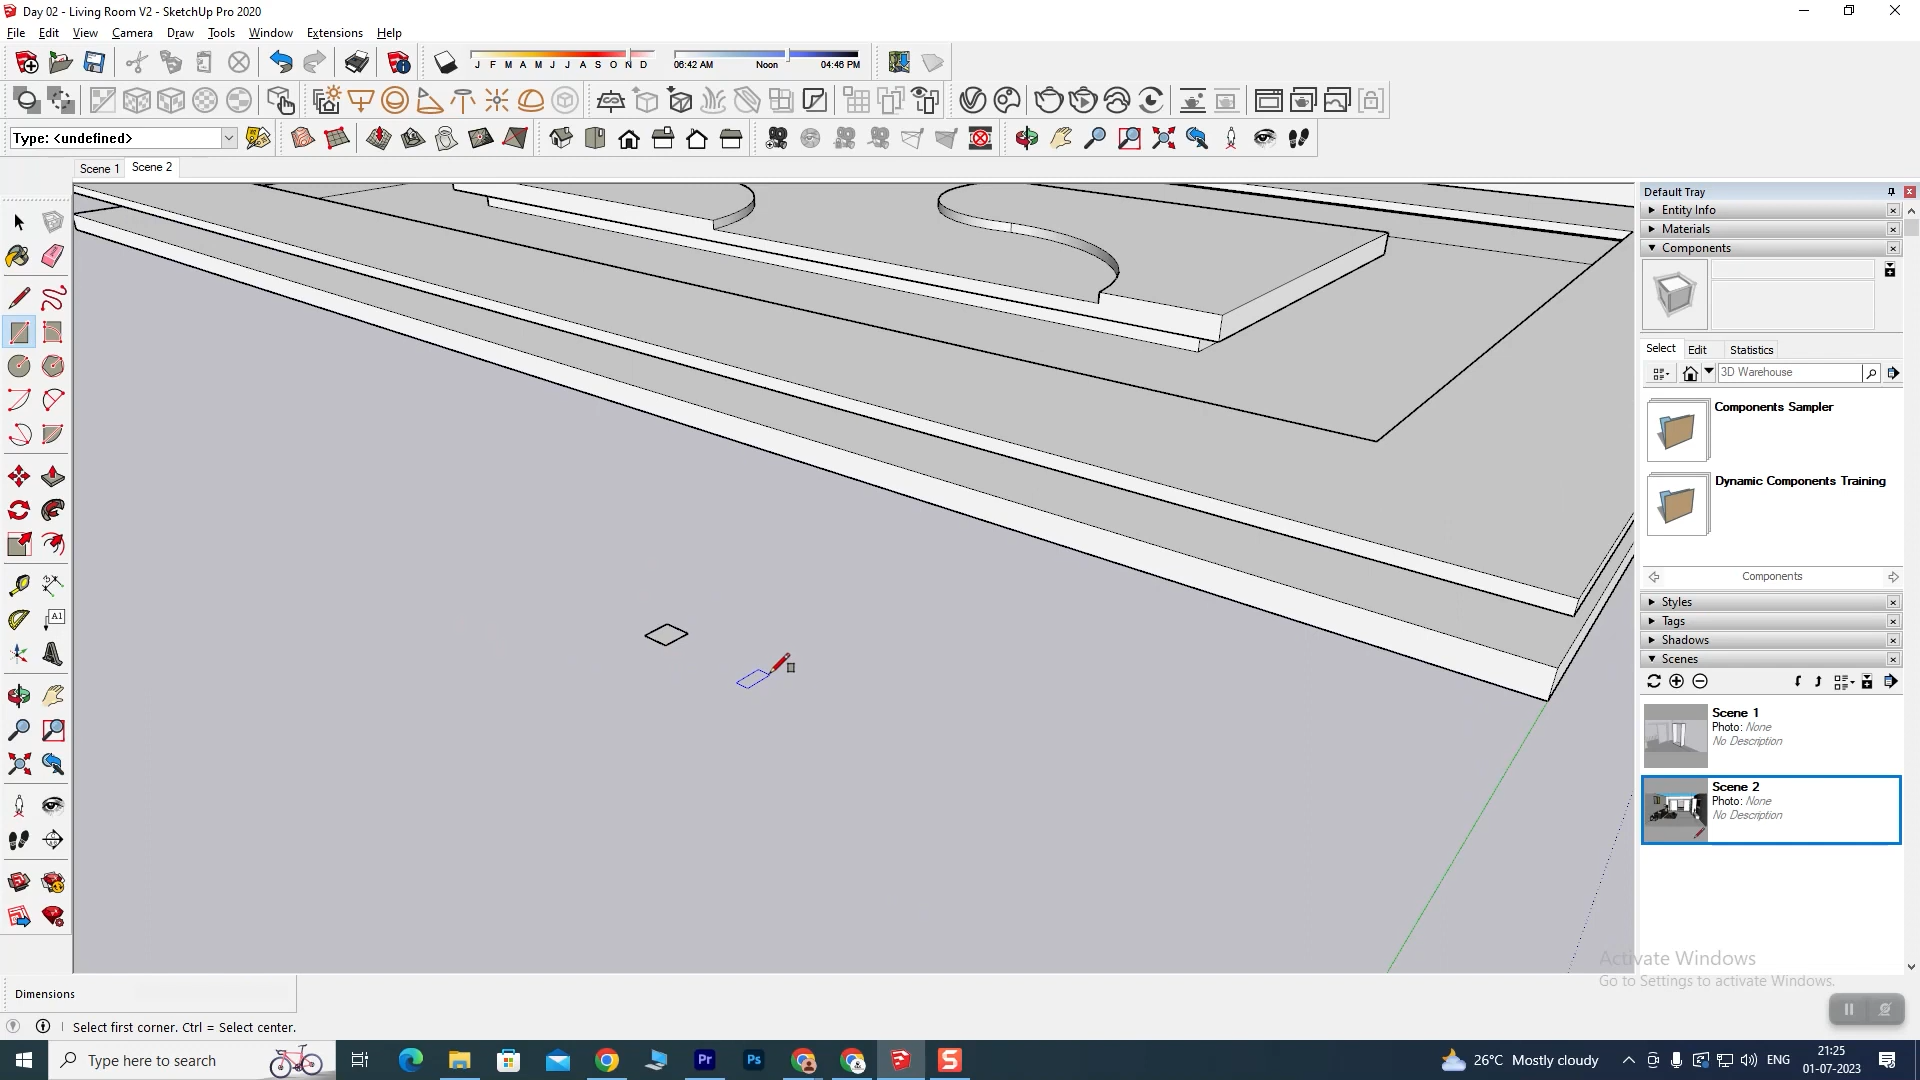 Day 02 - Living Room V2 - SketchUp Pro 2020
File Edit View Camera Draw Tools Window Extensions Help
J F M A M J J A S O N D 06:42 AM Noon 04:46 PM
Type: <undefined>
Scene 1 Scene 2
Default Tray
Entity Info
Materials
Components
Select Edit Statistics
3D Warehouse
Components Sampler
Dynamic Components Training
Components
Styles
Tags
Shadows
Scenes
Scene 1
Photo: None
No Description
Scene 2
Photo: None
No Description
A1
Activate Windows
Go to Settings to activate Windows.
Dimensions
Select first corner. Ctrl = Select center.
Type here to search
Pr
Ps
S
26°C Mostly cloudy
ENG
21:25
01-07-2023